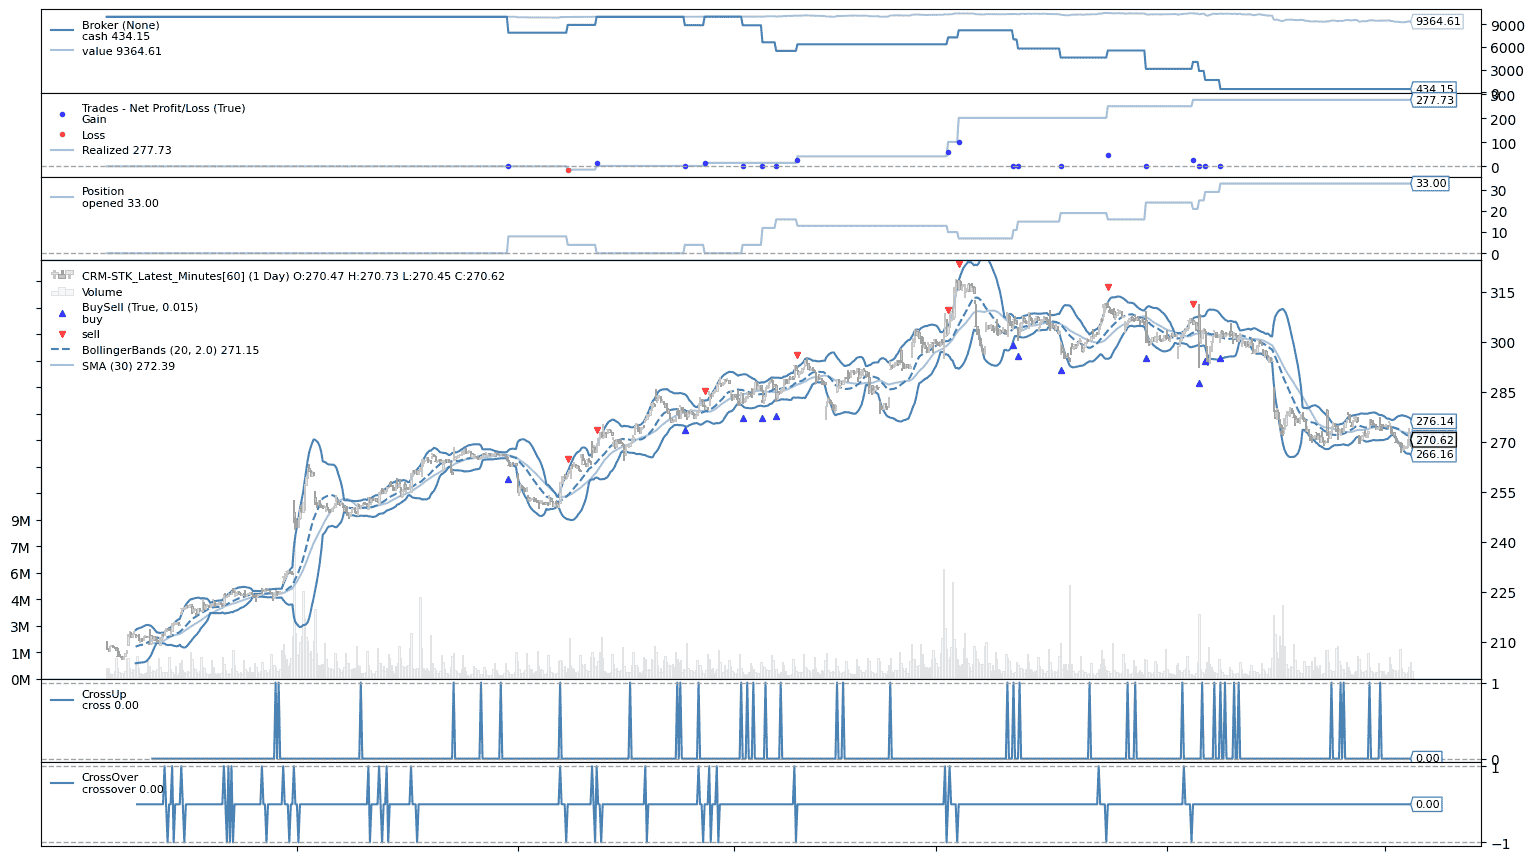 Broker (None)
cash 434.15
value 9364.61
9364.61
434.15
9000
6000
3000
0
Trades - Net Profit/Loss (True)
Gain
Loss
Realized 277.73
277.73
300
200
100
0
Position
opened 33.00
33.00
30
20
10
0
CRM-STK_Latest_Minutes[60] (1 Day) O:270.47 H:270.73 L:270.45 C:270.62
Volume
BuySell (True, 0.015)
buy
sell
BollingerBands (20, 2.0) 271.15
SMA (30) 272.39
276.14
270.62
266.16
315
300
285
270
255
240
225
210
9M
7M
6M
4M
3M
1M
0M
CrossUp
cross 0.00
0.00
1
0
CrossOver
crossover 0.00
0.00
1
−1